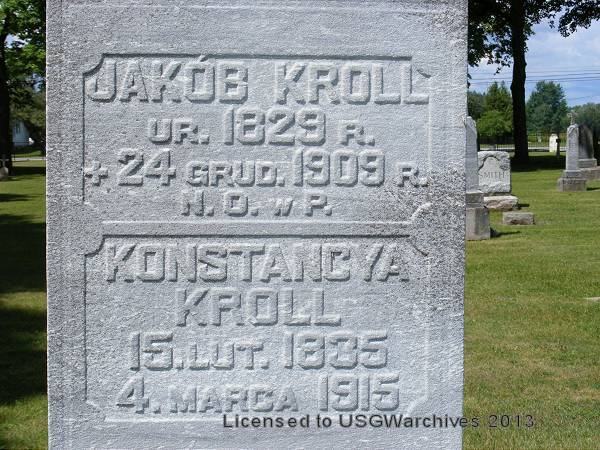 JAKÓB KROLL
UR. 1829 R.
+ 24 GRUD. 1909 R.
N. O. W P.
KONSTANCYA
KROLL
15. LUT. 1835
4. MARCA 1915
SMITH
Licensed to USGWarchives 2013